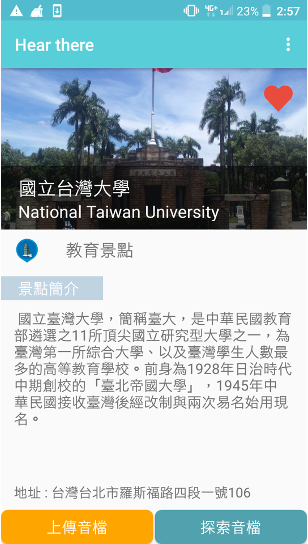 4G+ 23% 2:57
Hear there
國立台灣大學
National Taiwan University
教育景點
景點簡介
國立臺灣大學，簡稱臺大，是中華民國教育
部遴選之11所頂尖國立研究型大學之一，為
臺灣第一所綜合大學、以及臺灣學生人數最
多的高等教育學校。前身為1928年日治時代
中期創校的「臺北帝國大學」，1945年中
華民國接收臺灣後經改制與兩次易名始用現
名。
地址 : 台灣台北市羅斯福路四段一號106
上傳音檔
探索音檔